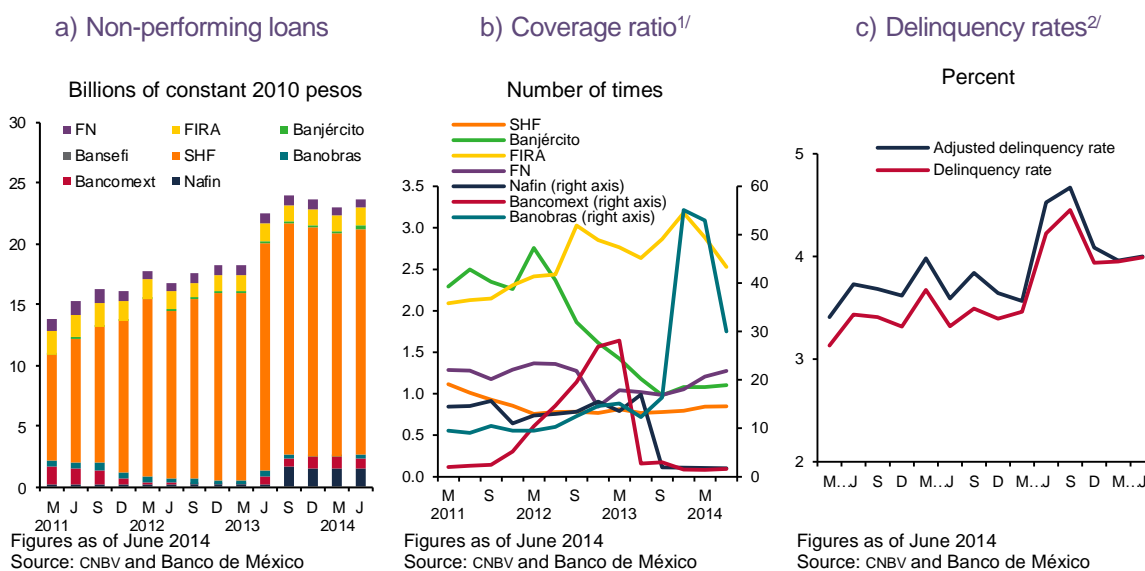 a) Non-performing loans
Billions of constant 2010 pesos
FN FIRA Banjército
Bansefi SHF Banobras
Bancomext Nafin
30
25
20
15
10
5
0
M J S D M J S D M J S D M J
2011 2012 2013 2014
Figures as of June 2014
Source: CNBV and Banco de México
b) Coverage ratio1/
Number of times
SHF
Banjército
FIRA
FN
Nafin (right axis)
Bancomext (right axis)
Banobras (right axis)
3.5
3.0
2.5
2.0
1.5
1.0
0.5
0.0
60
50
40
30
20
10
0
M S D J M S M
2011 2012 2013 2014
Figures as of June 2014
Source: CNBV and Banco de México
c) Delinquency rates2/
Percent
Adjusted delinquency rate
Delinquency rate
5
4
4
3
3
2
2
M… J S D M… J S D M… J S D M… J
Figures as of June 2014
Source: CNBV and Banco de México